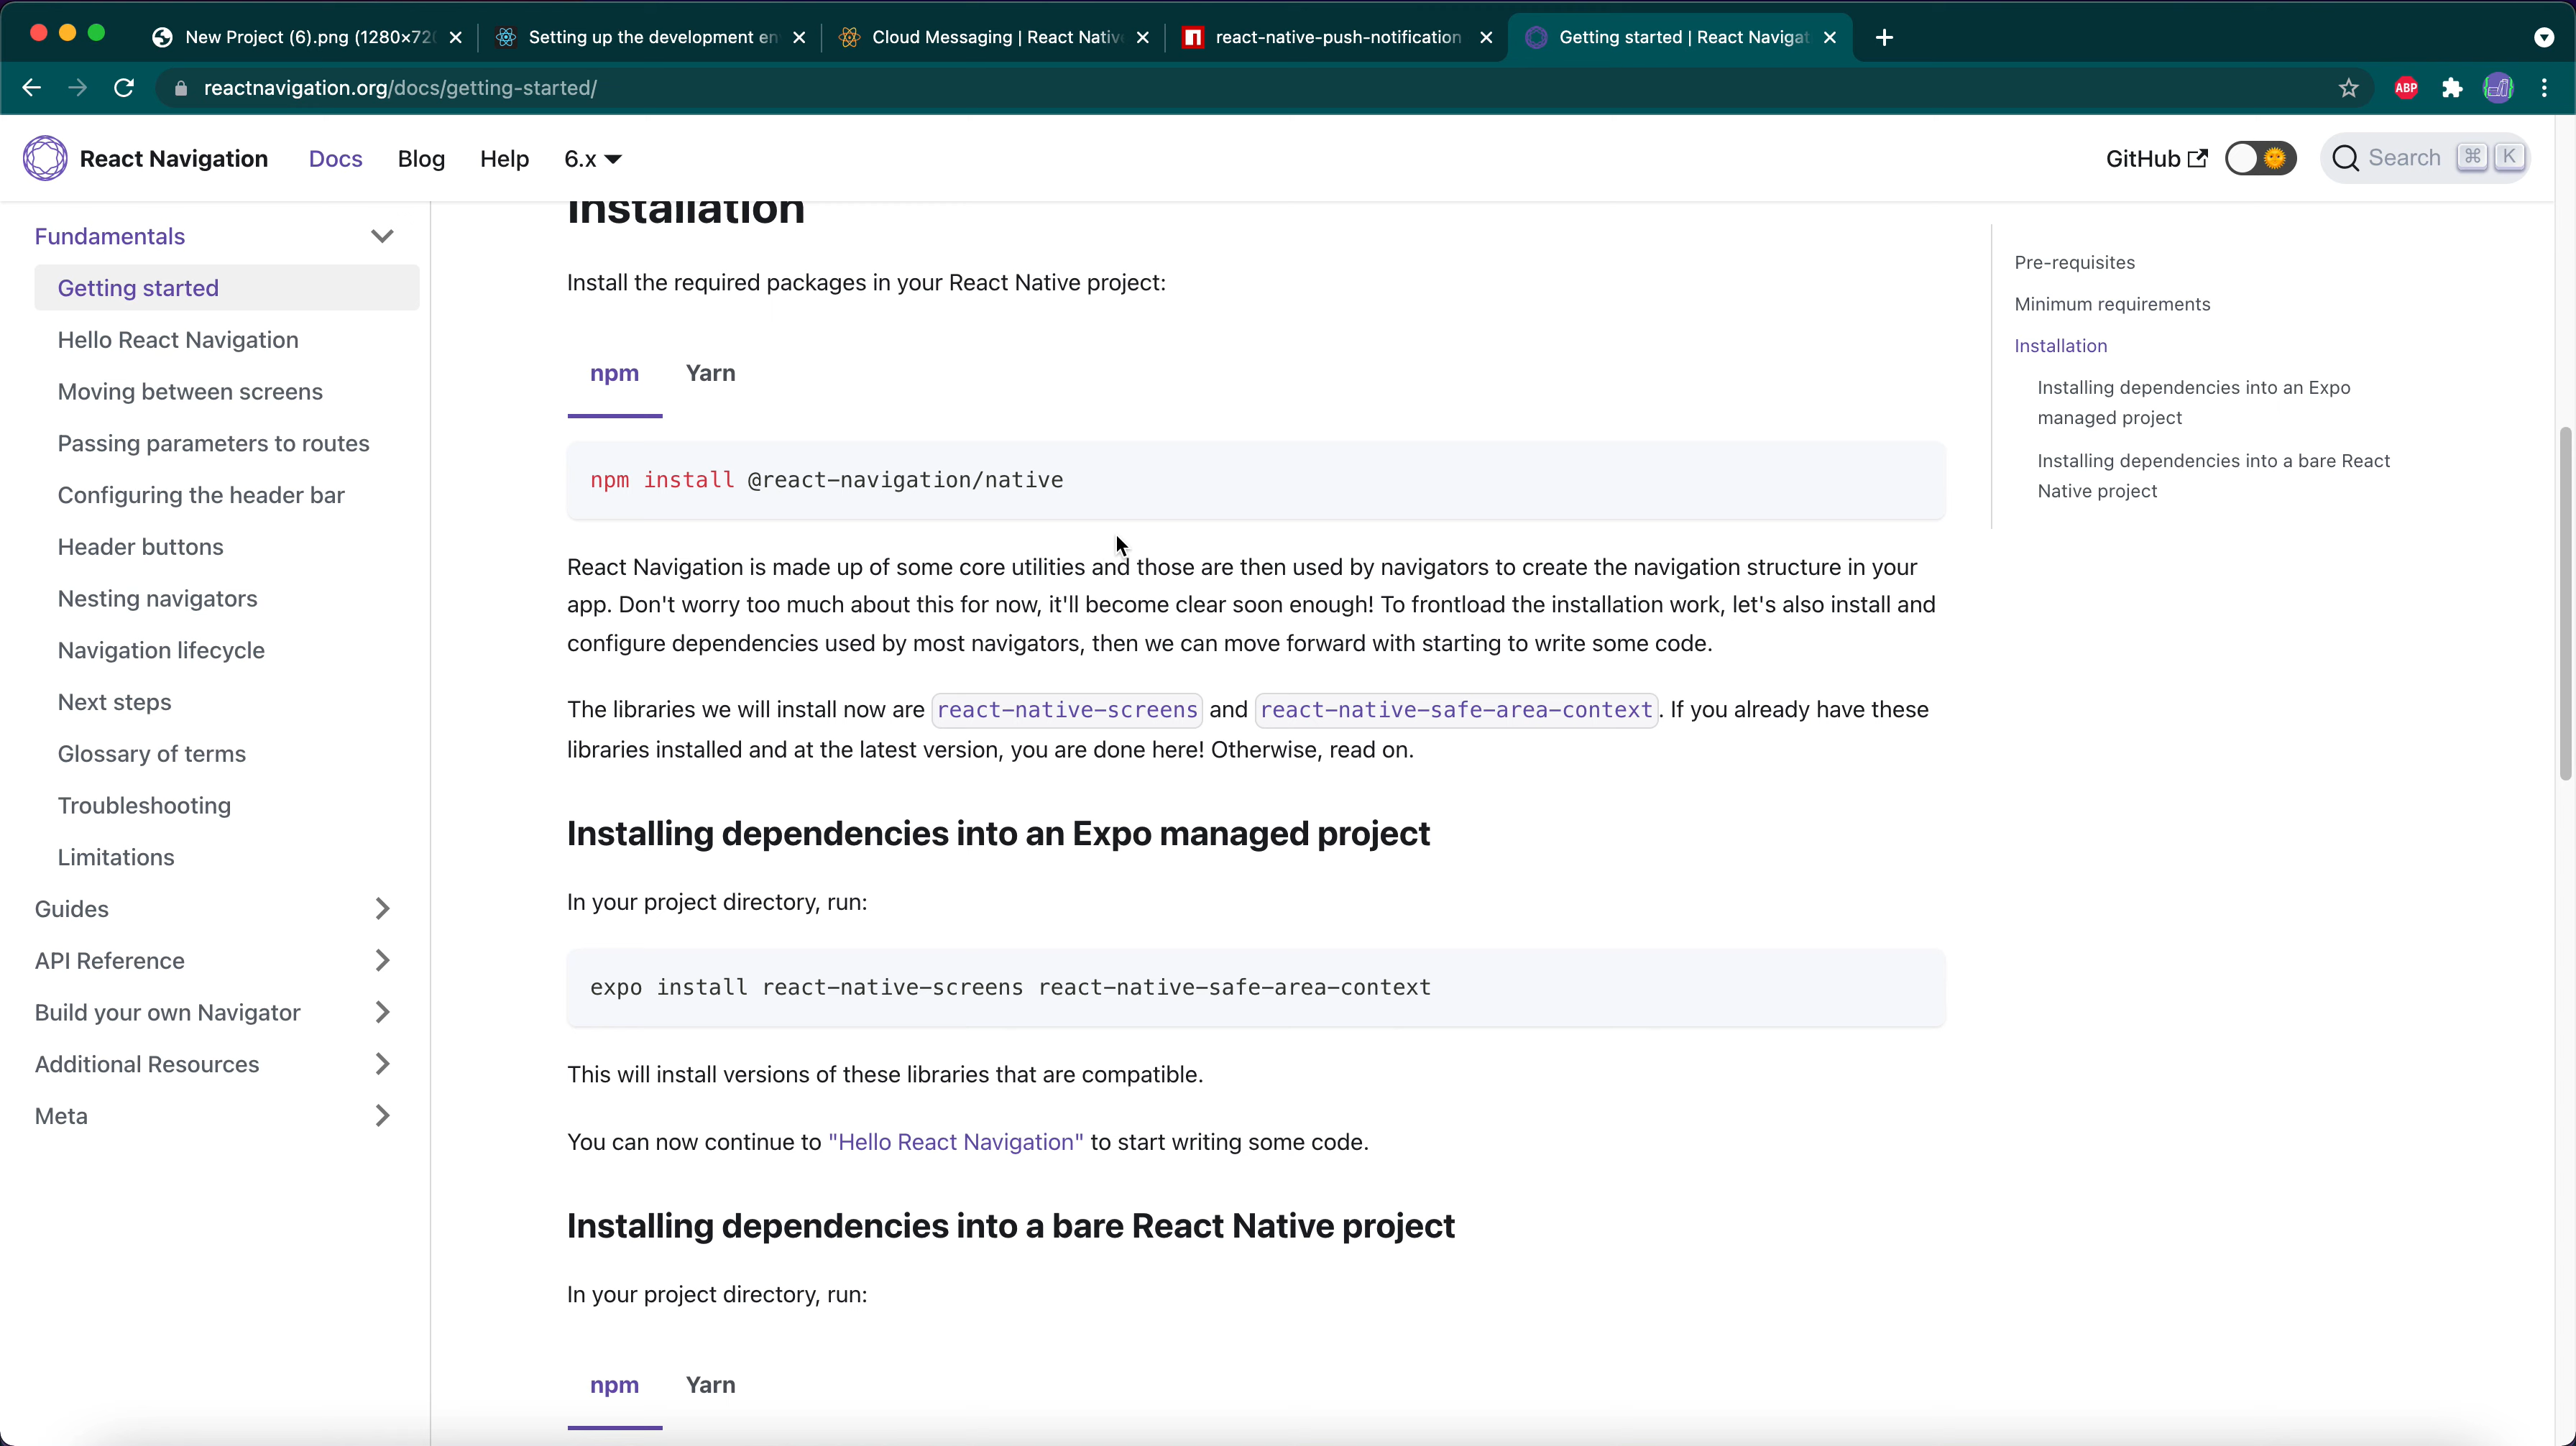 New Project (6).png (1280×72
Setting up the development en
Cloud Messaging | React Nativ
react-native-push-notification
Getting started | React Navigat
reactnavigation.org/docs/getting-started/
ABP
React Navigation
Docs
Blog
Help
6.x
GitHub
Search
⌘
K
Fundamentals
Getting started
Hello React Navigation
Moving between screens
Passing parameters to routes
Configuring the header bar
Header buttons
Nesting navigators
Navigation lifecycle
Next steps
Glossary of terms
Troubleshooting
Limitations
Guides
API Reference
Build your own Navigator
Additional Resources
Meta
Installation
Install the required packages in your React Native project:
npm
Yarn
npm install @react-navigation/native
React Navigation is made up of some core utilities and those are then used by navigators to create the navigation structure in your
app. Don't worry too much about this for now, it'll become clear soon enough! To frontload the installation work, let's also install and
configure dependencies used by most navigators, then we can move forward with starting to write some code.
The libraries we will install now are react-native-screens and react-native-safe-area-context. If you already have these
libraries installed and at the latest version, you are done here! Otherwise, read on.
Installing dependencies into an Expo managed project
In your project directory, run:
expo install react-native-screens react-native-safe-area-context
This will install versions of these libraries that are compatible.
You can now continue to "Hello React Navigation" to start writing some code.
Installing dependencies into a bare React Native project
In your project directory, run:
npm
Yarn
Pre-requisites
Minimum requirements
Installation
Installing dependencies into an Expo
managed project
Installing dependencies into a bare React
Native project